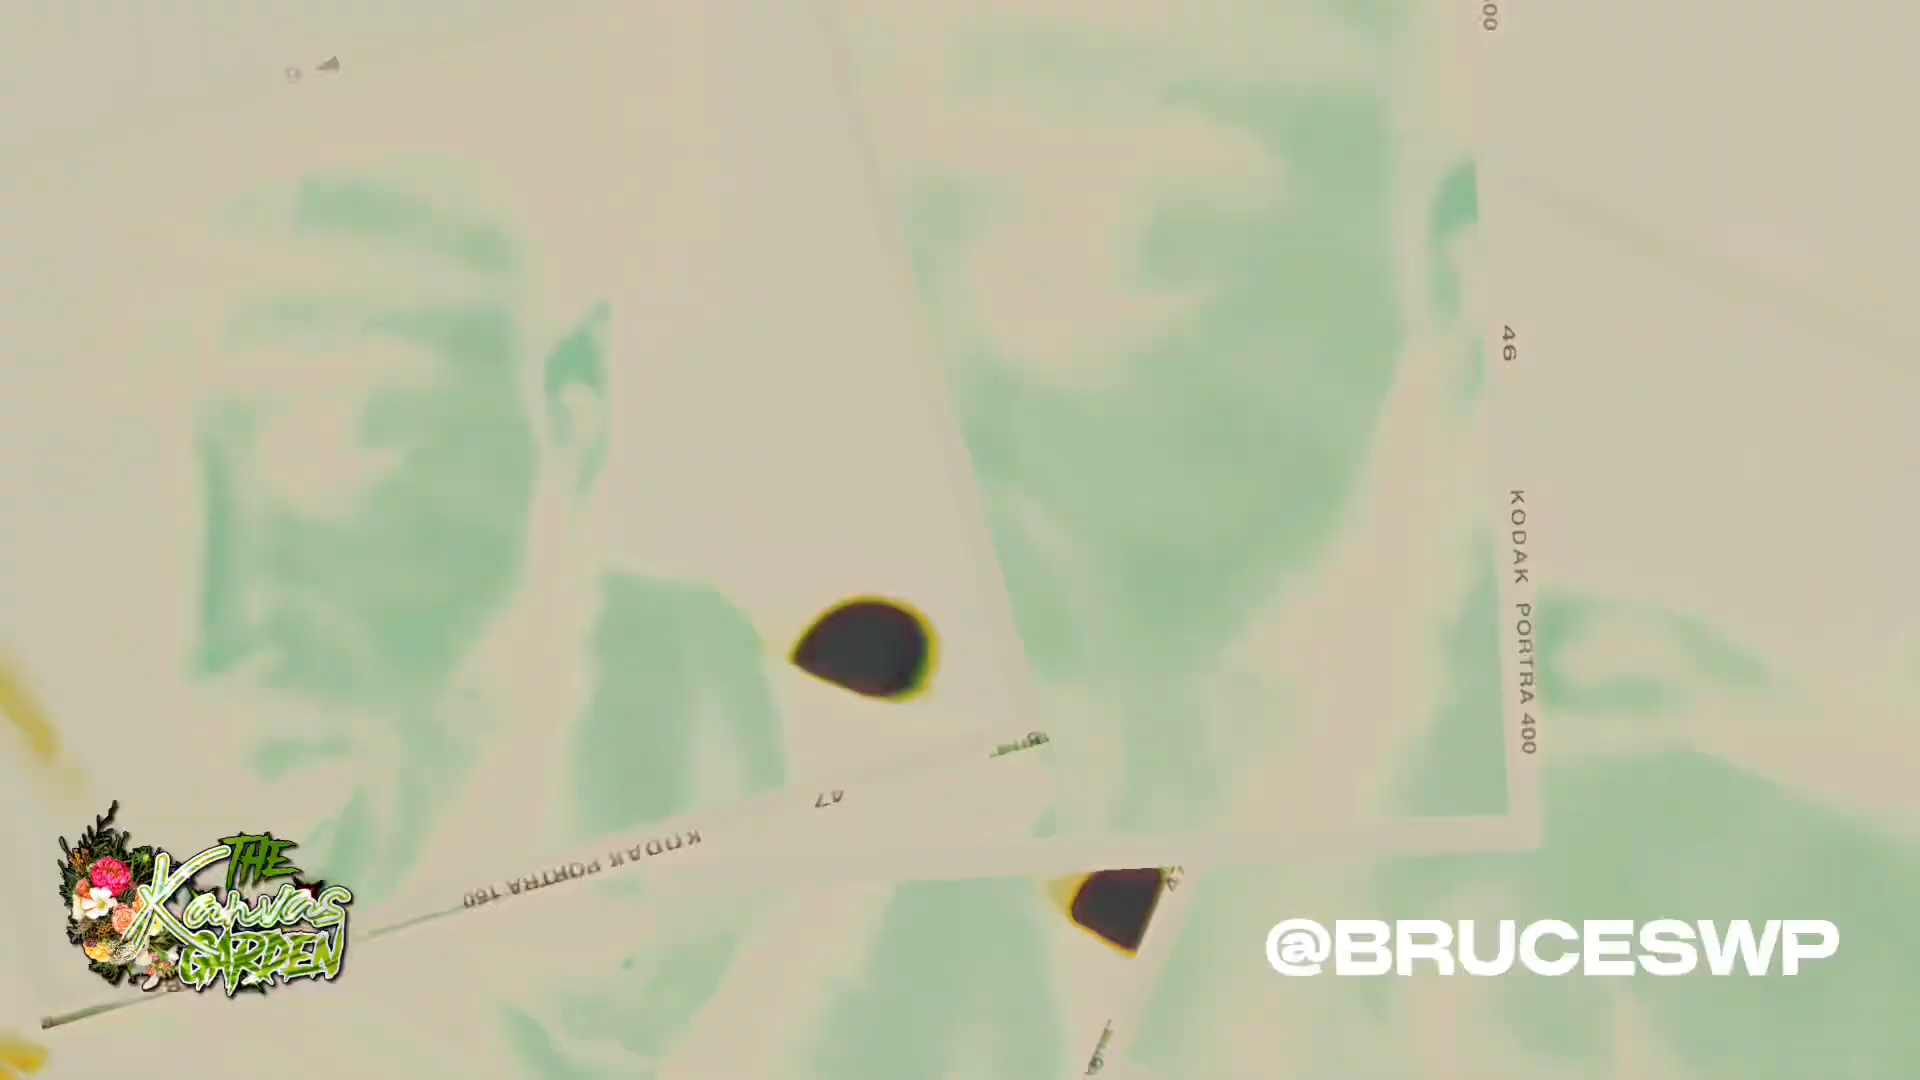 46
KODAK PORTRA 400
47
KODAK PORTRA 160
THE
Kanvas
GARDEN
@BRUCESWP